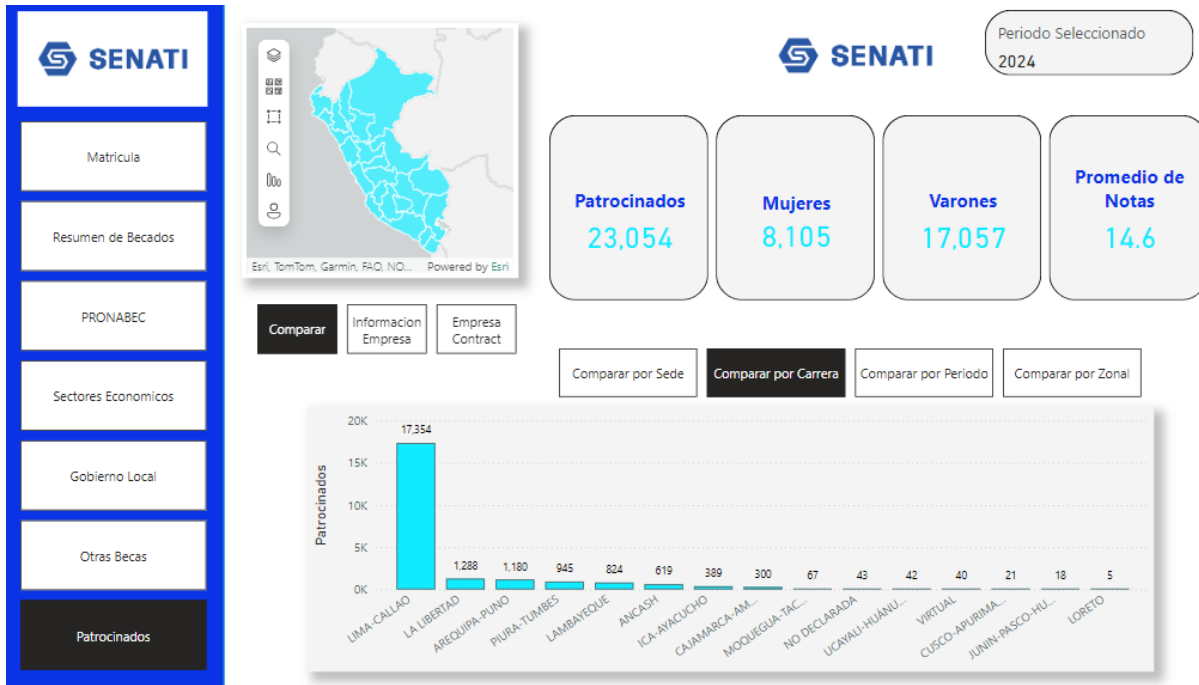 SENATI
Matricula
Resumen de Becados
PRONABEC
Sectores Economicos
Gobierno Local
Otras Becas
Patrocinados
Esri, TomTom, Garmin, FAO, NO... Powered by Esri
SENATI
Periodo Seleccionado
2024
Patrocinados
23,054
Mujeres
8,105
Varones
17,057
Promedio de
Notas
14.6
Comparar
Informacion
Empresa
Empresa
Contract
Comparar por Sede
Comparar por Carrera
Comparar por Periodo
Comparar por Zonal
Patrocinados
20K
15K
10K
5K
0K
17,354
1,288
1,180
945
824
619
389
300
67
43
42
40
21
18
5
LIMA-CALLAO
LA LIBERTAD
AREQUIPA-PUNO
PIURA-TUMBES
LAMBAYEQUE
ANCASH
ICA-AYACUCHO
CAJAMARCA-AM...
MOQUEGUA-TAC...
NO DECLARADA
UCAYALI-HUÁNU...
VIRTUAL
CUSCO-APURIMA...
JUNIN-PASCO-HU...
LORETO